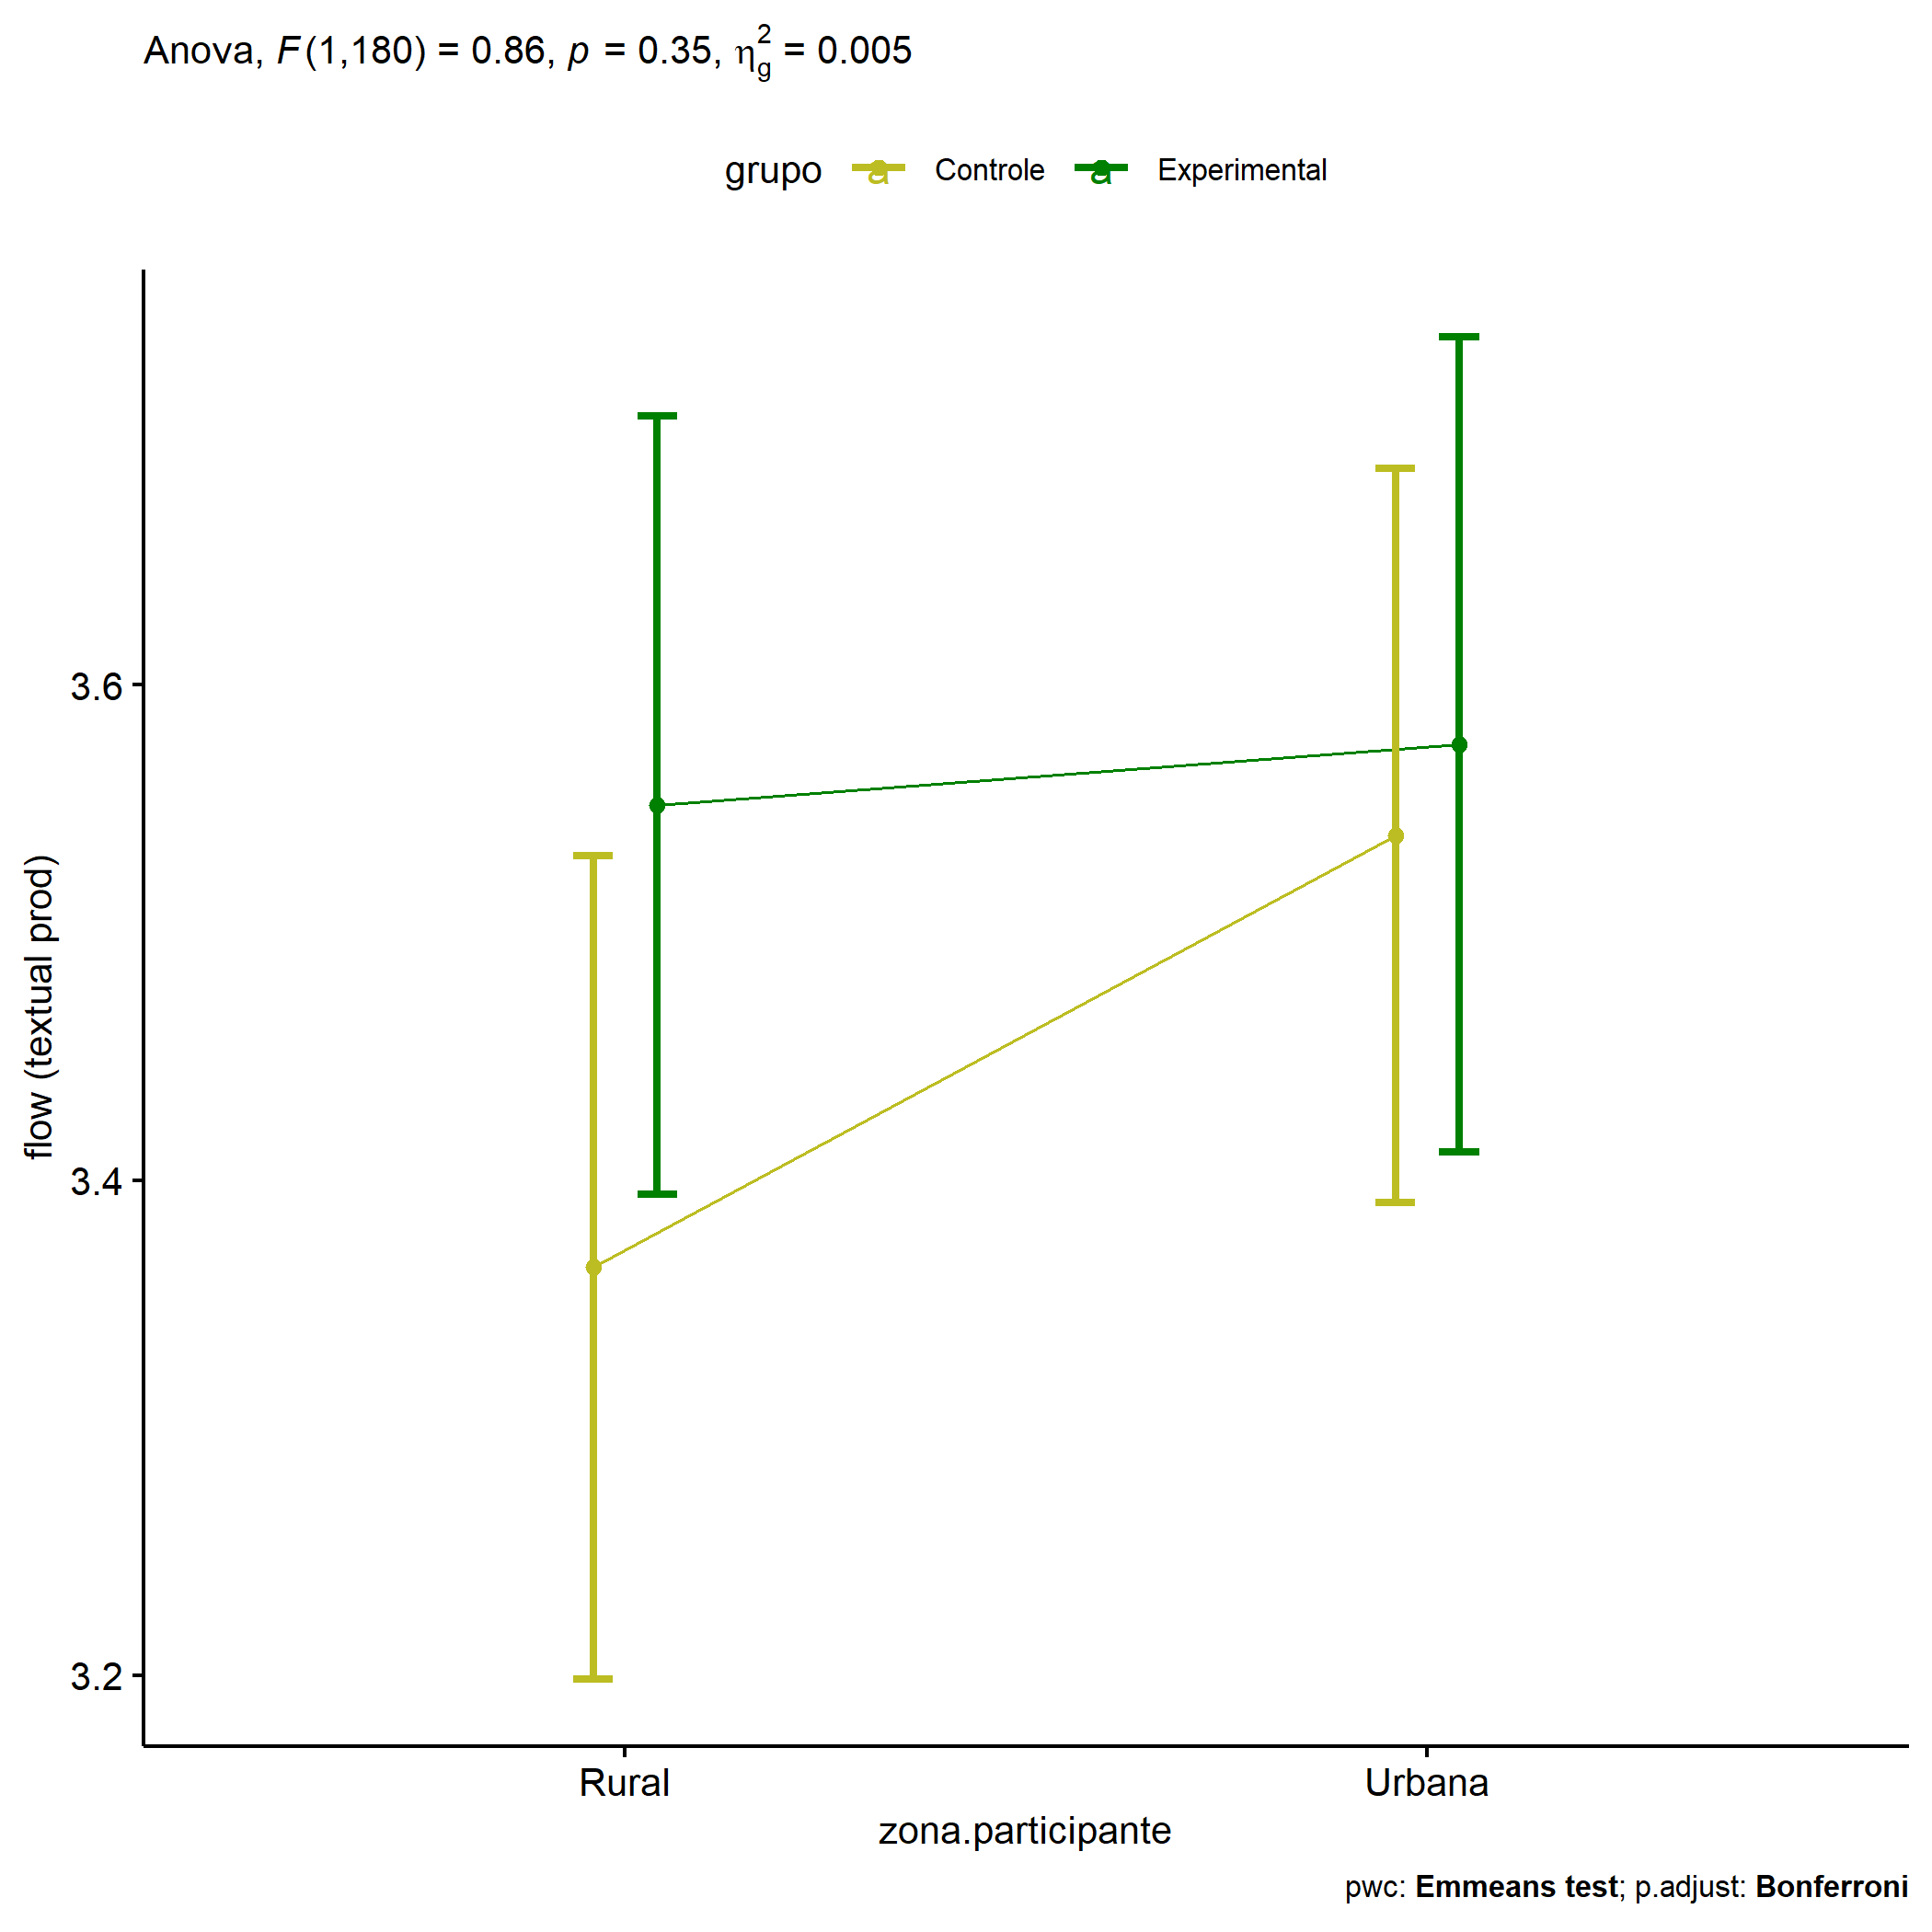 Anova, F(1,180) = 0.86, p = 0.35, η²g = 0.005
grupo a Controle a Experimental
3.6
3.4
3.2
flow (textual prod)
Rural Urbana
zona.participante
pwc: Emmeans test; p.adjust: Bonferroni